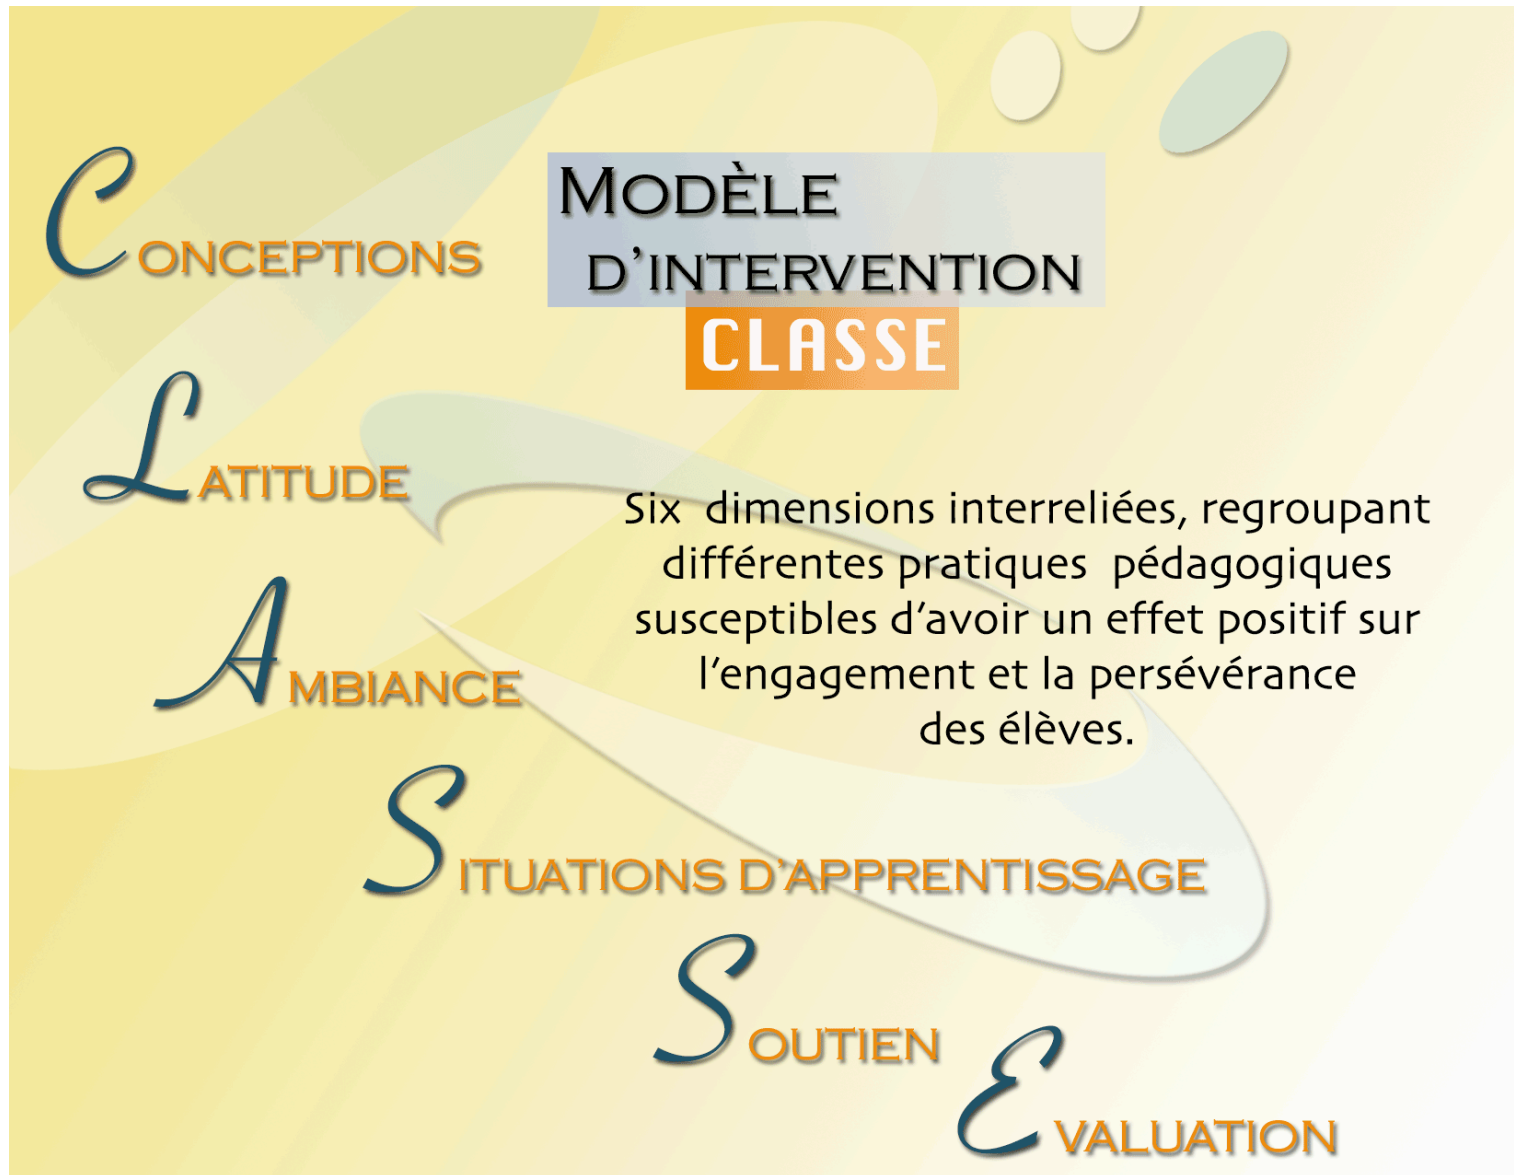 MODÈLE
D'INTERVENTION
CLASSE
CONCEPTIONS
LATITUDE
Six dimensions interreliées, regroupant
différentes pratiques pédagogiques
susceptibles d'avoir un effet positif sur
l'engagement et la persévérance
des élèves.
AMBIANCE
SITUATIONS D'APPRENTISSAGE
SOUTIEN
EVALUATION